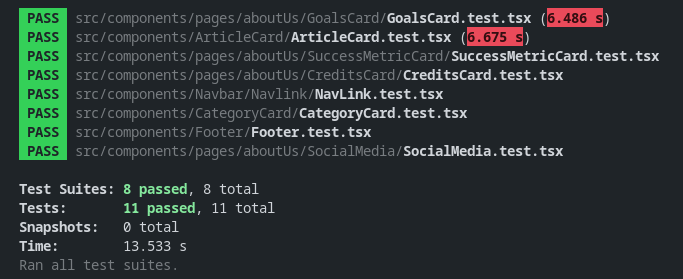 PASS src/components/pages/aboutUs/GoalsCard/GoalsCard.test.tsx (6.486 s)
PASS src/components/ArticleCard/ArticleCard.test.tsx (6.675 s)
PASS src/components/pages/aboutUs/SuccessMetricCard/SuccessMetricCard.test.tsx
PASS src/components/pages/aboutUs/CreditsCard/CreditsCard.test.tsx
PASS src/components/Navbar/Navlink/NavLink.test.tsx
PASS src/components/CategoryCard/CategoryCard.test.tsx
PASS src/components/Footer/Footer.test.tsx
PASS src/components/pages/aboutUs/SocialMedia/SocialMedia.test.tsx
Test Suites: 8 passed, 8 total
Tests: 11 passed, 11 total
Snapshots: 0 total
Time: 13.533 s
Ran all test suites.